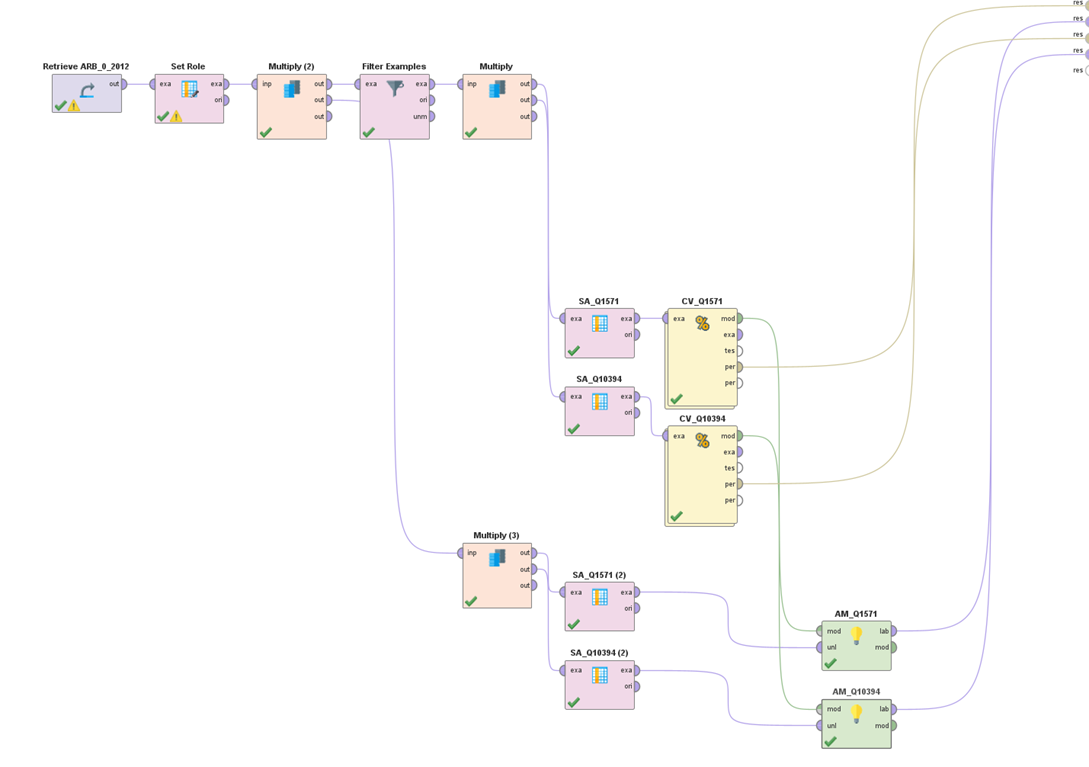 res
res
res
res
res
Retrieve ARB_0_2012
out
Set Role
exa
exa
ori
Multiply (2)
inp
out
out
out
Filter Examples
exa
exa
ori
unm
Multiply
inp
out
out
out
SA_Q1571
exa
exa
ori
CV_Q1571
exa
mod
exa
tes
per
per
SA_Q10394
exa
exa
ori
CV_Q10394
exa
mod
exa
tes
per
per
Multiply (3)
inp
out
out
out
SA_Q1571 (2)
exa
exa
ori
SA_Q10394 (2)
exa
exa
ori
AM_Q1571
mod
lab
unl
mod
AM_Q10394
mod
lab
unl
mod